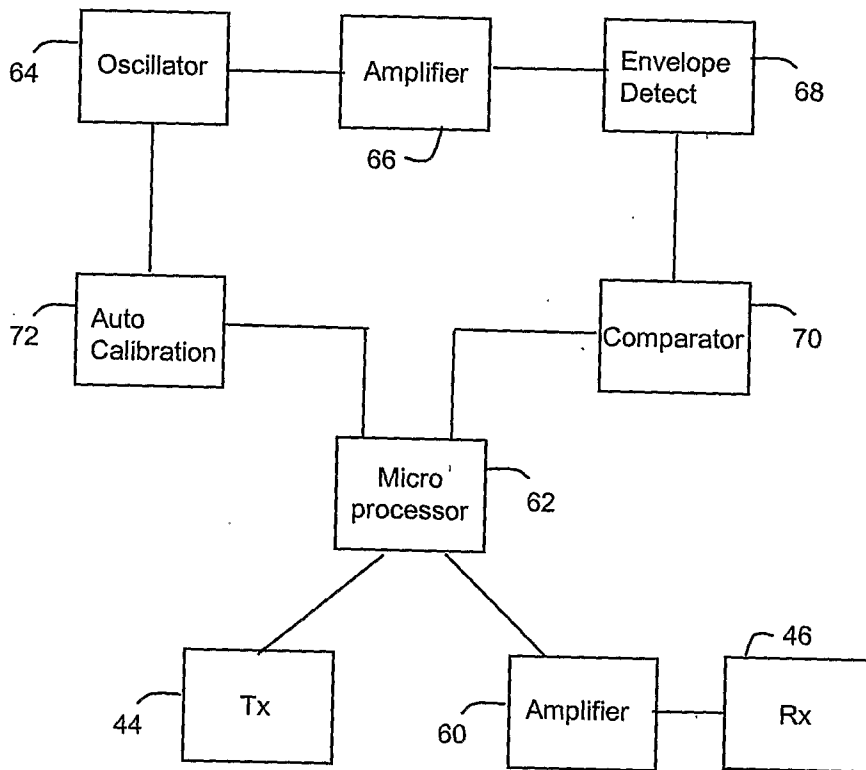 Oscillator
64
Amplifier
66
Envelope
Detect
68
Auto
Calibration
72
Comparator
70
Micro
processor
62
Tx
44
Amplifier
60
46
Rx